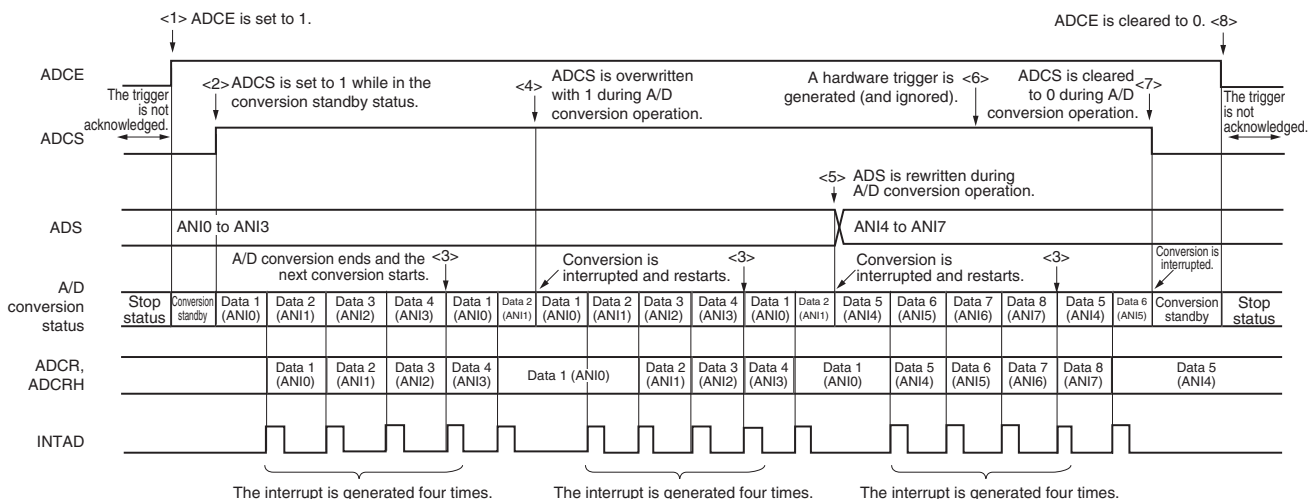 <1> ADCE is set to 1.
ADCE is cleared to 0. <8>
ADCE
The trigger
is not
acknowledged.
<2> ADCS is set to 1 while in the
conversion standby status.
<4> ADCS is overwritten
with 1 during A/D
conversion operation.
A hardware trigger is <6>
generated (and ignored).
ADCS is cleared <7>
to 0 during A/D
conversion operation.
The trigger
is not
acknowledged.
ADCS
<5> ADS is rewritten during
A/D conversion operation.
ADS
ANI0 to ANI3
ANI4 to ANI7
A/D conversion ends and the <3>
next conversion starts.
Conversion is
interrupted and restarts.
<3>
Conversion is
interrupted and restarts.
<3>
Conversion is
interrupted.
A/D
conversion
status
Stop
status
Conversion
standby
Data 1
(ANI0)
Data 2
(ANI1)
Data 3
(ANI2)
Data 4
(ANI3)
Data 1
(ANI0)
Data 2
(ANI1)
Data 1
(ANI0)
Data 2
(ANI1)
Data 3
(ANI2)
Data 4
(ANI3)
Data 1
(ANI0)
Data 2
(ANI1)
Data 5
(ANI4)
Data 6
(ANI5)
Data 7
(ANI6)
Data 8
(ANI7)
Data 5
(ANI4)
Data 6
(ANI5)
Conversion
standby
Stop
status
ADCR,
ADCRH
Data 1
(ANI0)
Data 2
(ANI1)
Data 3
(ANI2)
Data 4
(ANI3)
Data 1 (ANI0)
Data 2
(ANI1)
Data 3
(ANI2)
Data 4
(ANI3)
Data 1
(ANI0)
Data 5
(ANI4)
Data 6
(ANI5)
Data 7
(ANI6)
Data 8
(ANI7)
Data 5
(ANI4)
INTAD
The interrupt is generated four times.
The interrupt is generated four times.
The interrupt is generated four times.